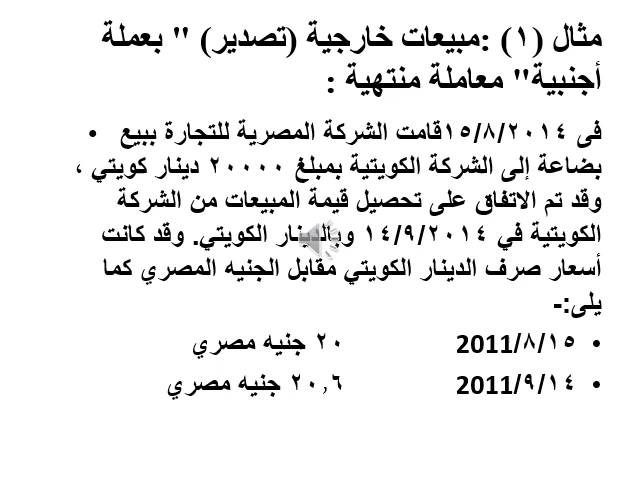 مثال (١) :مبيعات خارجية (تصدير) " بعملة
أجنبية" معاملة منتهية :
• فى ١٥/٨/٢٠١٤قامت الشركة المصرية للتجارة ببيع
بضاعة إلى الشركة الكويتية بمبلغ ٢٠٠٠٠ دينار كويتي ،
وقد تم الاتفاق على تحصيل قيمة المبيعات من الشركة
الكويتية في ١٤/٩/٢٠١٤ وبالدينار الكويتي. وقد كانت
أسعار صرف الدينار الكويتي مقابل الجنيه المصري كما
يلى:-
• ١٥/٨/2011 ٢٠ جنيه مصري
• ١٤/٩/2011 ٢٠,٦ جنيه مصري